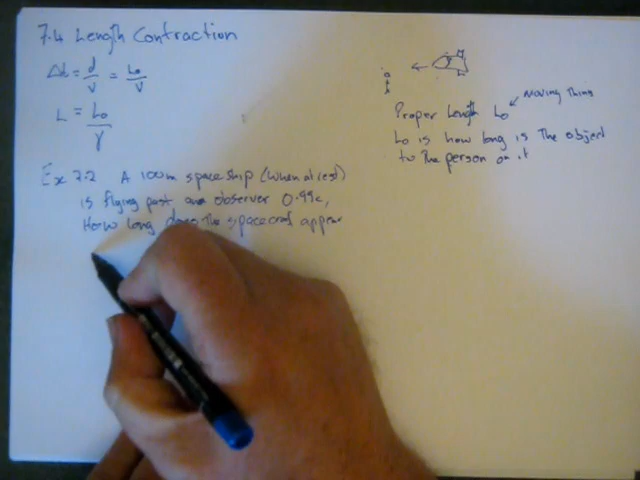 7.4 Length Contraction
Δt = d/v = L₀/v
L = L₀/γ
Moving Thing
Proper Length L₀
L₀ is how long is the object
to the person on it
Ex 7.2 A 100m spaceship (when at rest)
is flying past an observer 0.99c,
How long does the spacecraft appear